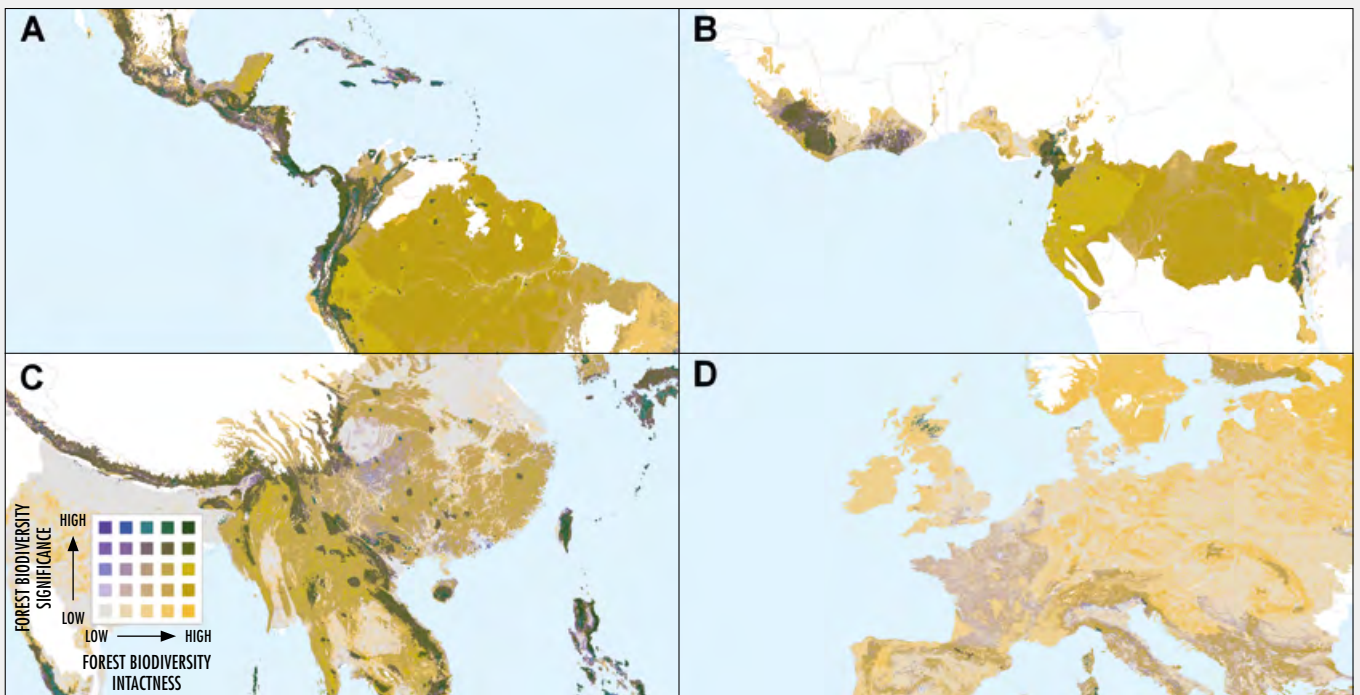 A
B
C
D
FOREST BIODIVERSITY
SIGNIFICANCE
HIGH
LOW
LOW
HIGH
FOREST BIODIVERSITY
INTACTNESS